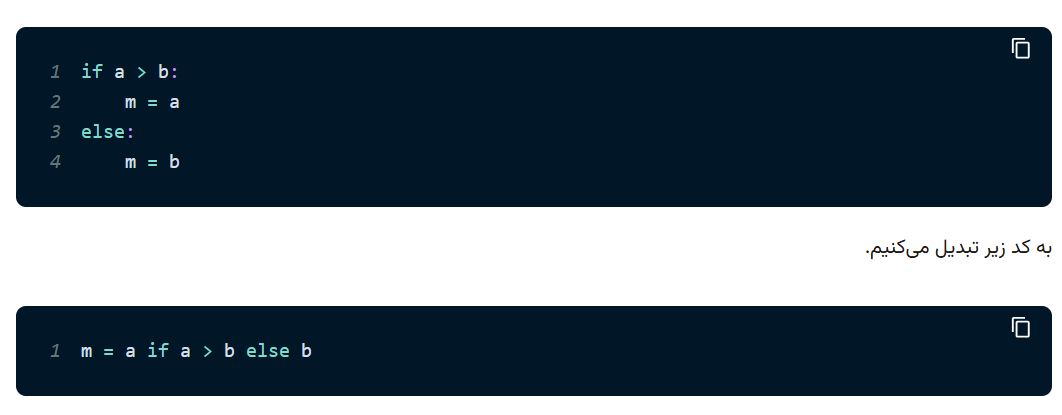 1 if a > b:
2     m = a
3 else:
4     m = b
به کد زیر تبدیل می‌کنیم.
1 m = a if a > b else b